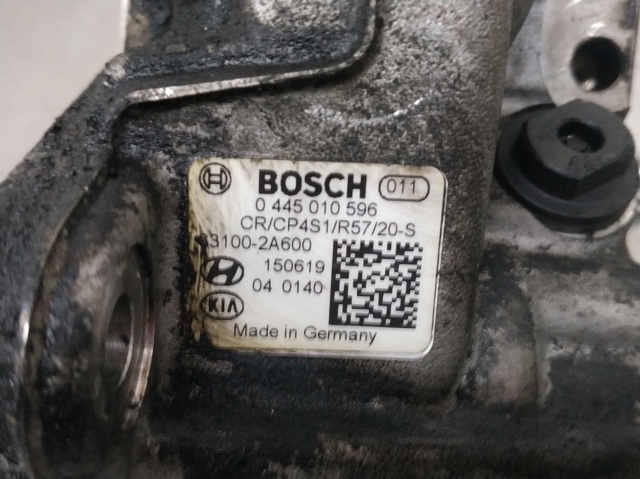 BOSCH 011
0 445 010 596
CR/CP4S1/R57/20-S
33100-2A600
150619
04 0140
KIA
Made in Germany